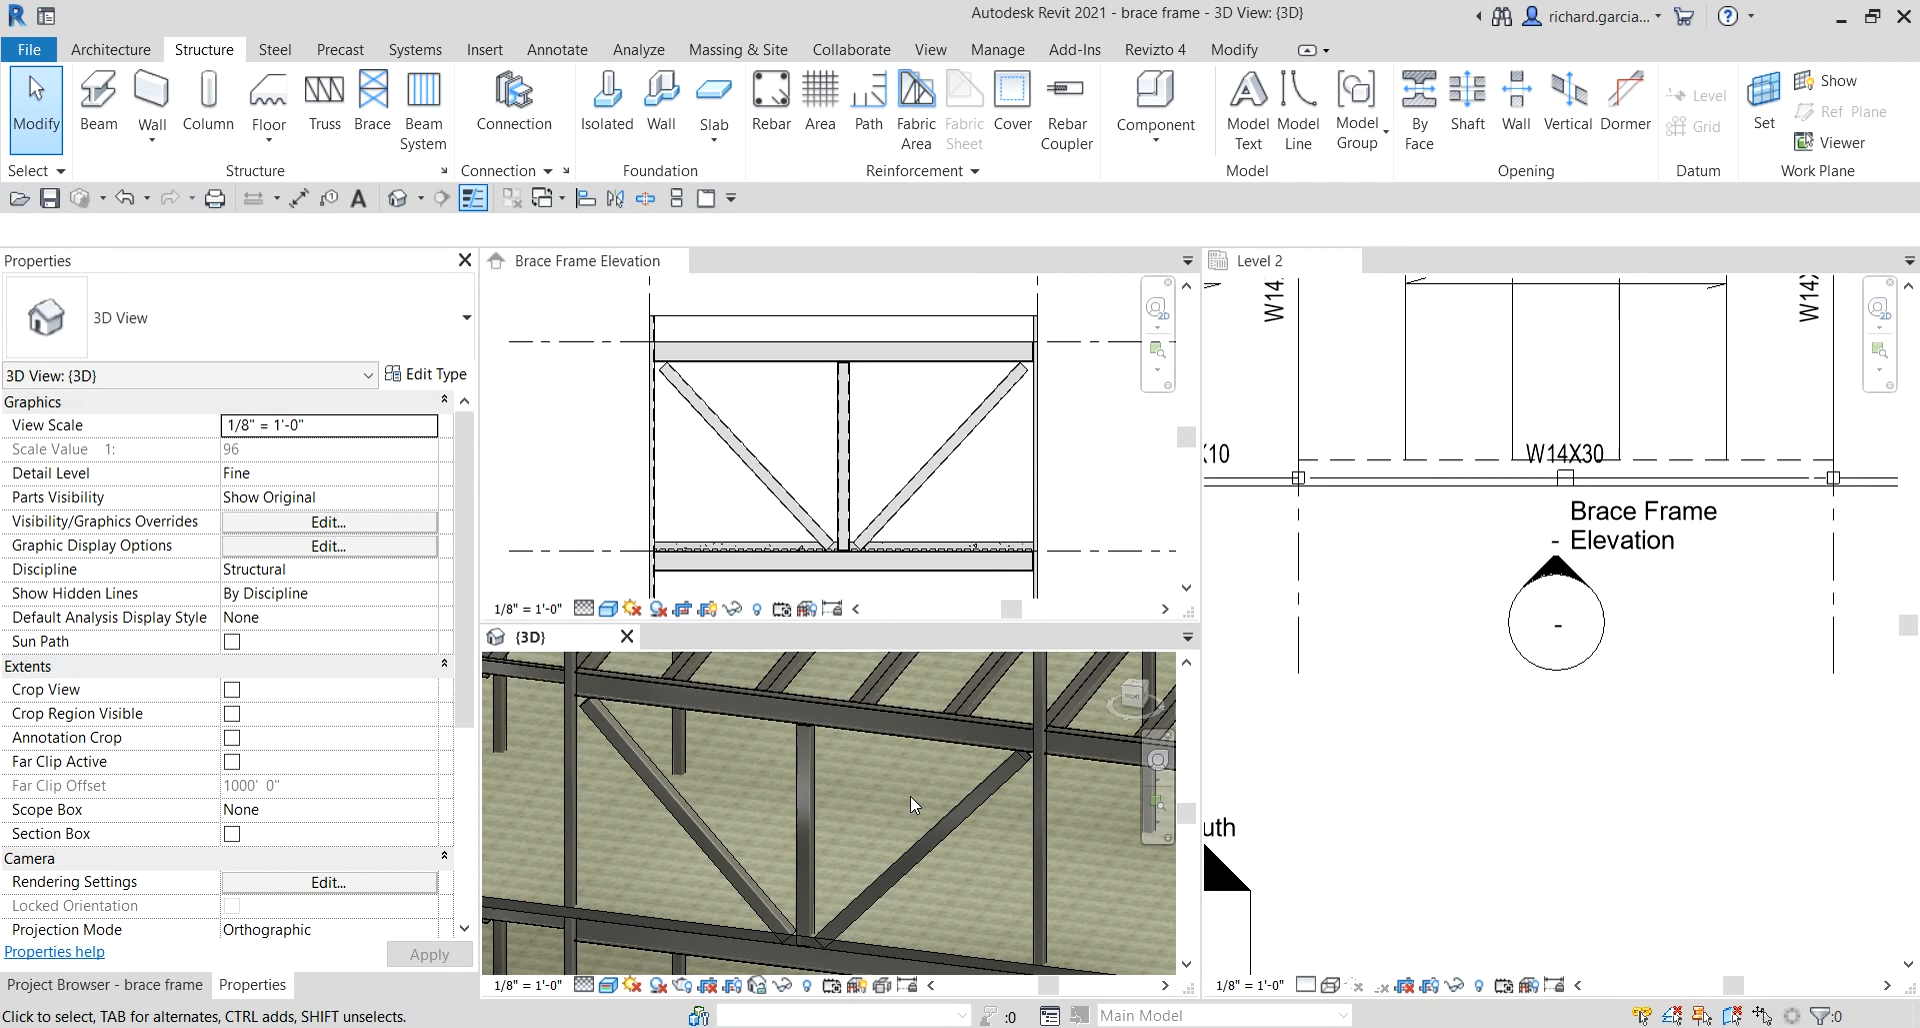 Autodesk Revit 2021 - brace frame - 3D View: {3D}
richard.garcia...
File Architecture Structure Steel Precast Systems Insert Annotate Analyze Massing & Site Collaborate View Manage Add-Ins Revizto 4 Modify
Modify Beam Wall Column Floor Truss Brace Beam System Connection Isolated Wall Slab Rebar Area Path Fabric Area Fabric Sheet Cover Rebar Coupler Component Model Text Model Line Model Group By Face Shaft Wall Vertical Dormer Level Grid Set Show Ref Plane Viewer
Select Structure Connection Foundation Reinforcement Model Opening Datum Work Plane
Properties
3D View
3D View: {3D} Edit Type
Graphics
View Scale 1/8" = 1'-0"
Scale Value 1: 96
Detail Level Fine
Parts Visibility Show Original
Visibility/Graphics Overrides Edit...
Graphic Display Options Edit...
Discipline Structural
Show Hidden Lines By Discipline
Default Analysis Display Style None
Sun Path
Extents
Crop View
Crop Region Visible
Annotation Crop
Far Clip Active
Far Clip Offset 1000' 0"
Scope Box None
Section Box
Camera
Rendering Settings Edit...
Locked Orientation
Projection Mode Orthographic
Properties help Apply
Project Browser - brace frame Properties
Brace Frame Elevation
2D
1/8" = 1'-0"
{3D}
FRONT
1/8" = 1'-0"
Level 2
2D
W14
W14X
X10
W14X30
Brace Frame
- Elevation
-
uth
1/8" = 1'-0"
Click to select, TAB for alternates, CTRL adds, SHIFT unselects.
:0
Main Model
:0